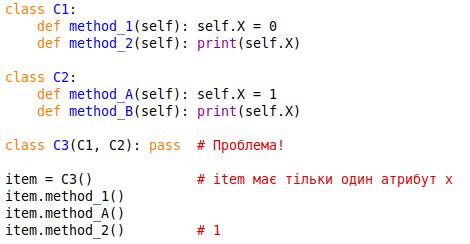 class C1:
    def method_1(self): self.X = 0
    def method_2(self): print(self.X)

class C2:
    def method_A(self): self.X = 1
    def method_B(self): print(self.X)

class C3(C1, C2): pass  # Проблема!

item = C3()             # item має тільки один атрибут x
item.method_1()
item.method_A()
item.method_2()         # 1